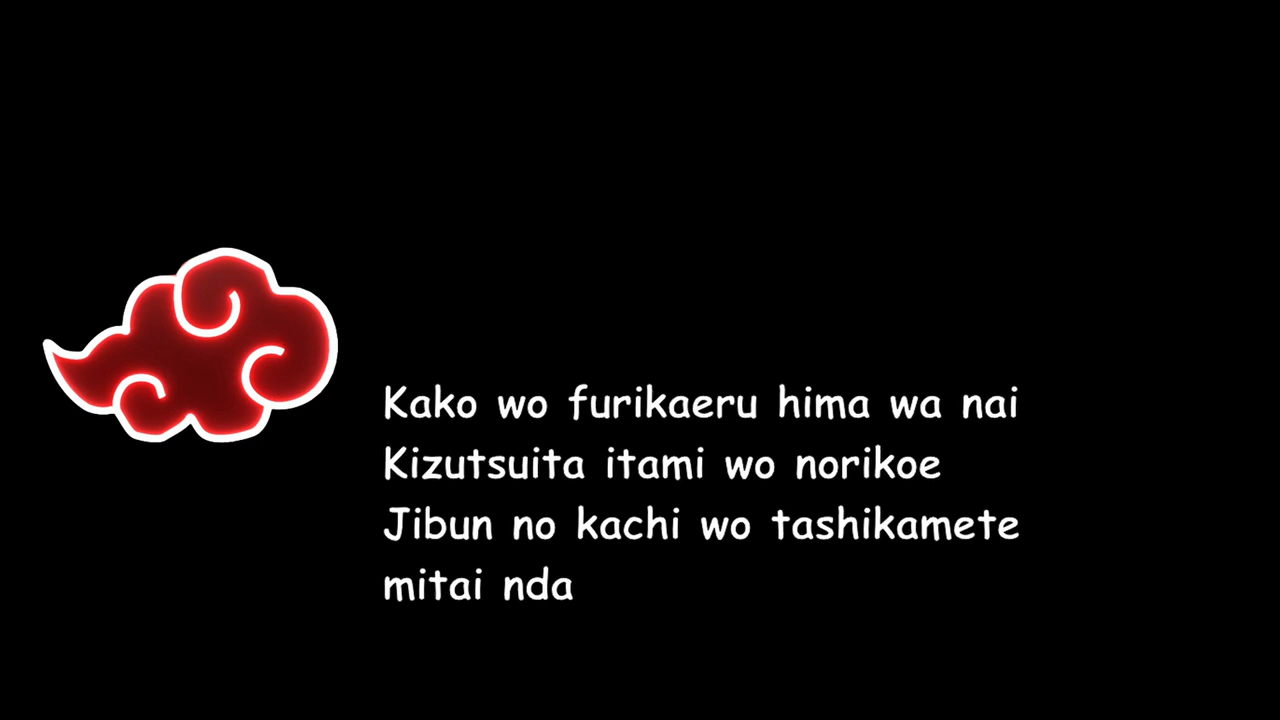 Kako wo furikaeru hima wa nai
Kizutsuita itami wo norikoe
Jibun no kachi wo tashikamete
mitai nda